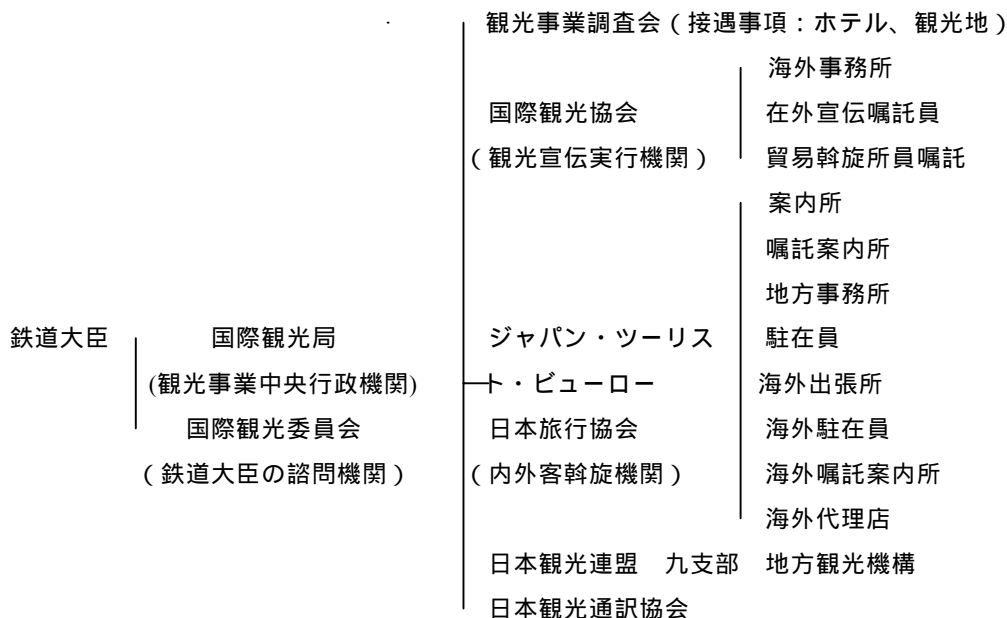 観光事業調査会（接遇事項：ホテル、観光地）
海外事務所
国際観光協会 在外宣伝嘱託員
（観光宣伝実行機関） 貿易斡旋所員嘱託
案内所
嘱託案内所
地方事務所
鉄道大臣 国際観光局 ジャパン・ツーリス 駐在員
(観光事業中央行政機関) ト・ビューロー 海外出張所
国際観光委員会 日本旅行協会 海外駐在員
（鉄道大臣の諮問機関） （内外客斡旋機関） 海外嘱託案内所
海外代理店
日本観光連盟 九支部 地方観光機構
日本観光通訳協会